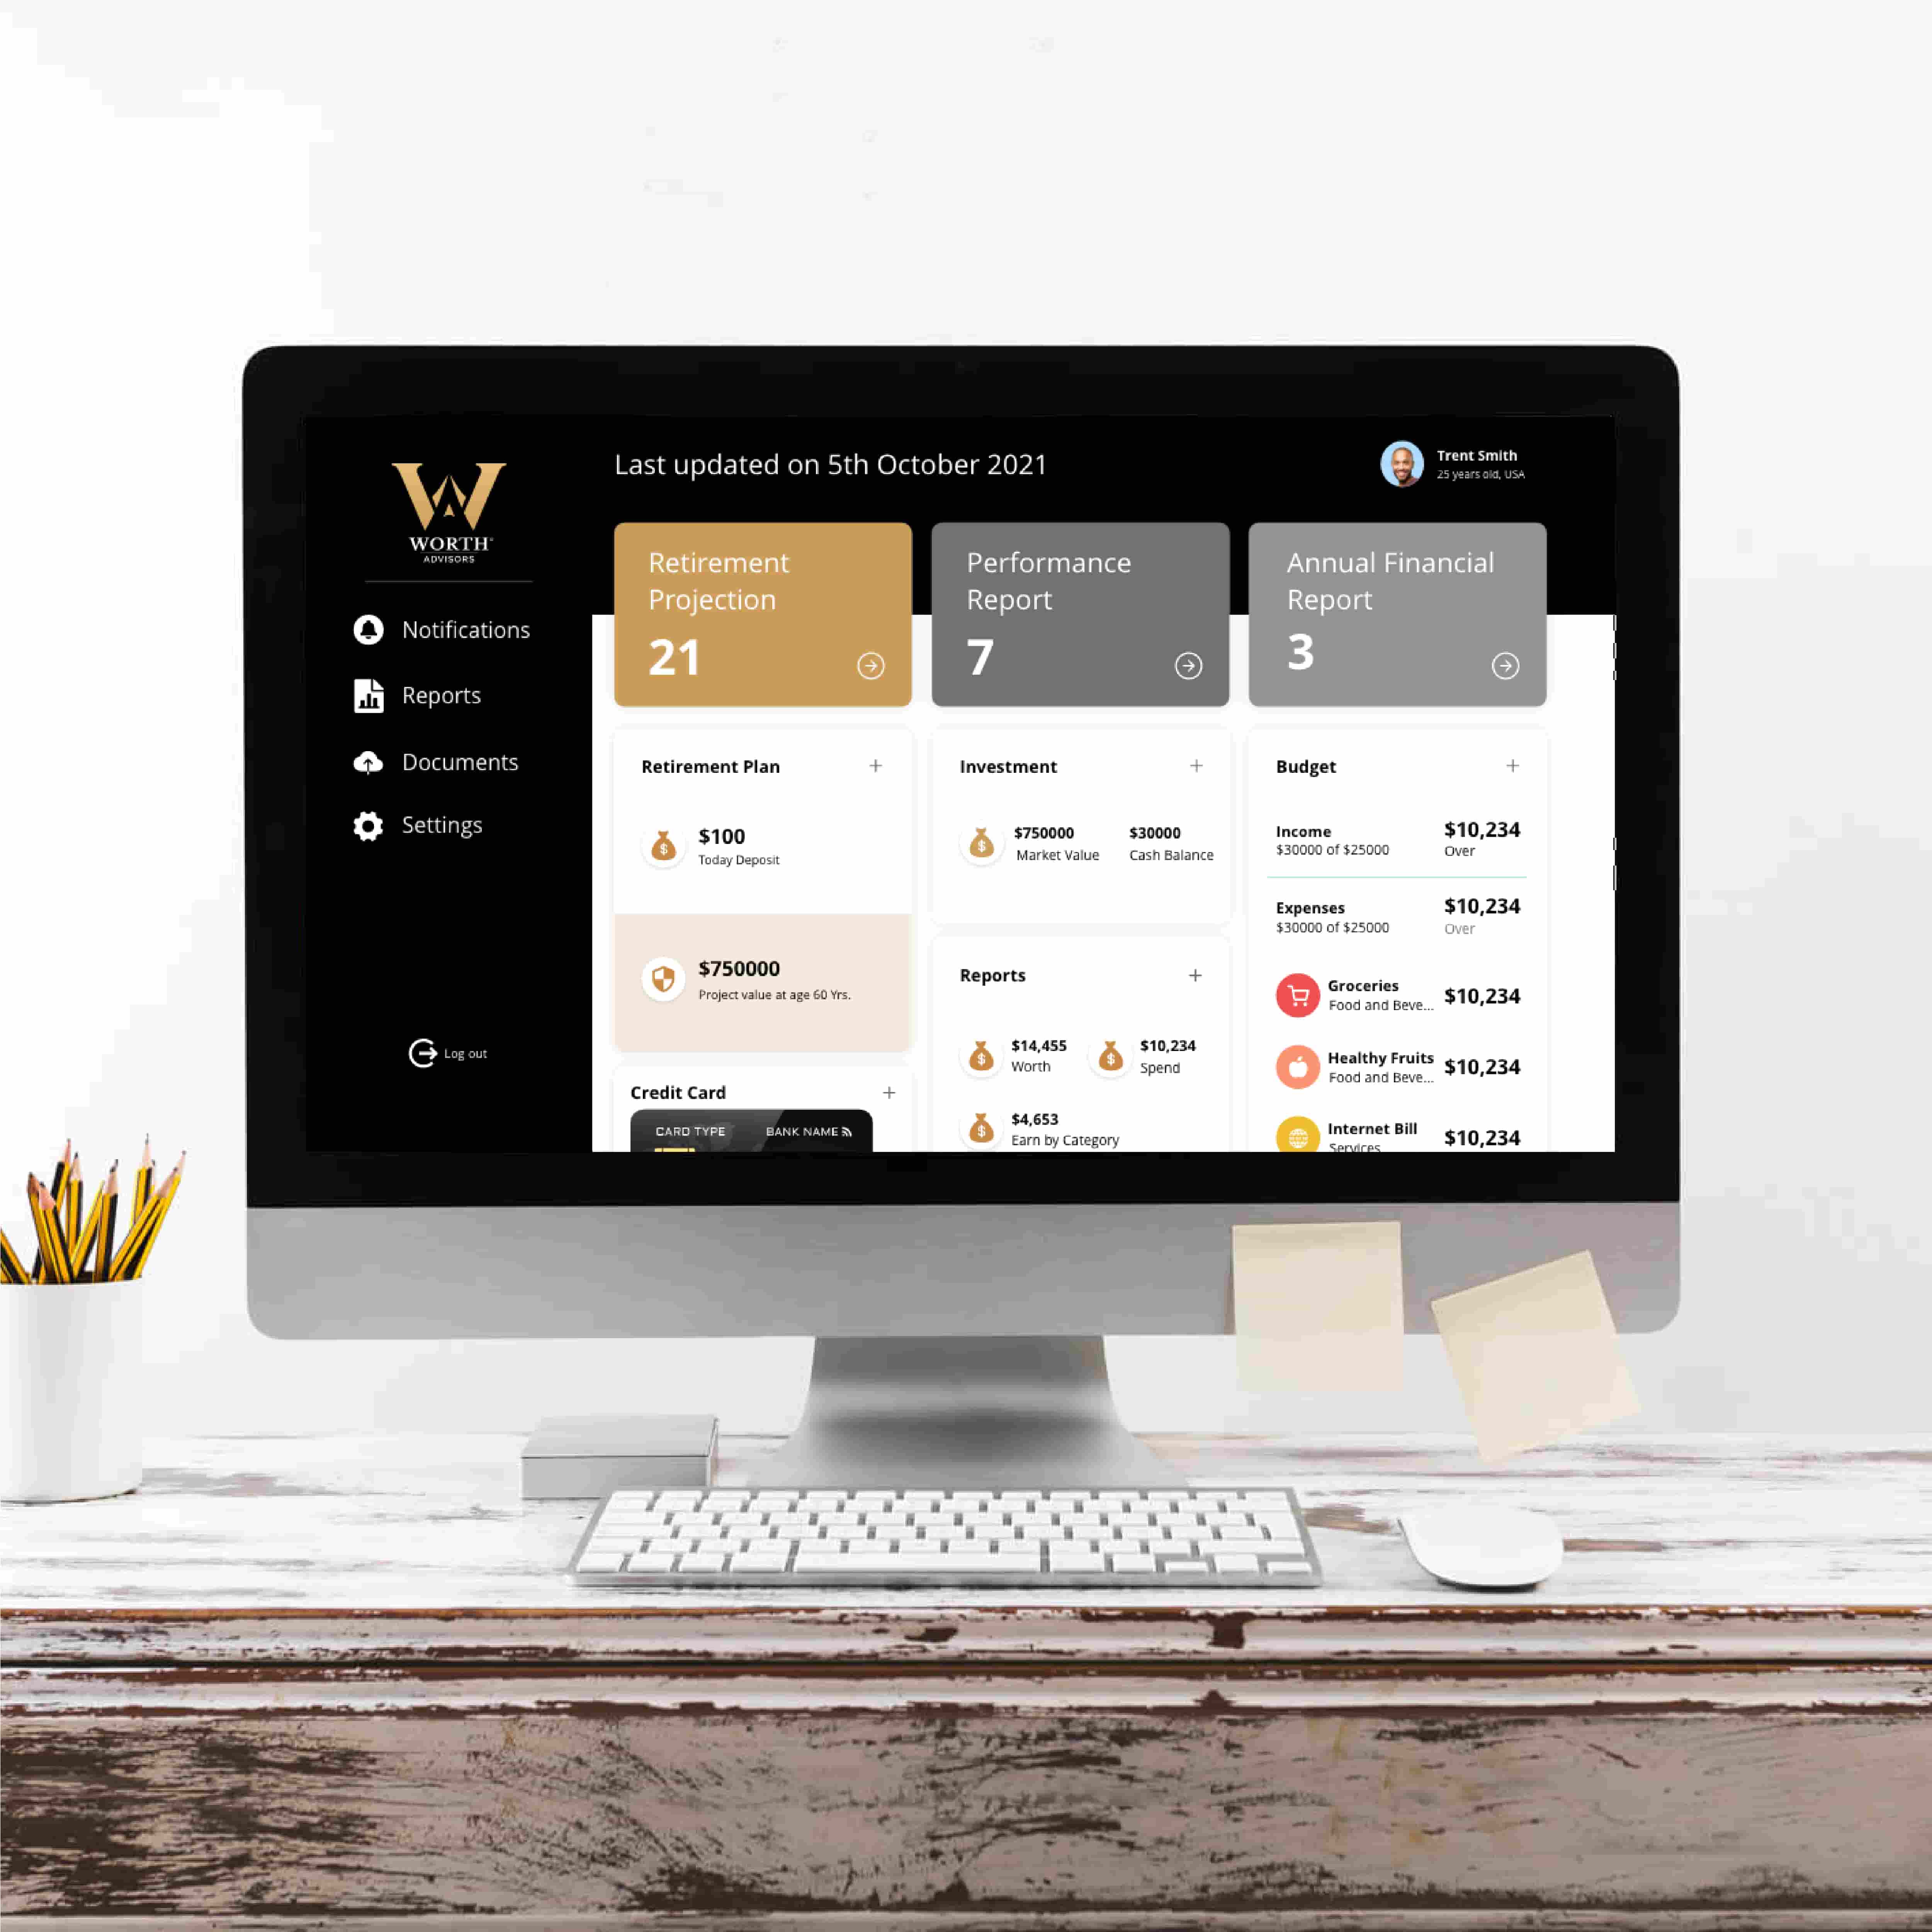 WORTH
ADVISORS
Notifications
Reports
Documents
Settings
Log out
Last updated on 5th October 2021
Trent Smith
25 years old, USA
Retirement
Projection
21
Performance
Report
7
Annual Financial
Report
3
Retirement Plan
$100
Today Deposit
$750000
Project value at age 60 Yrs.
Credit Card
CARD TYPE BANK NAME
Investment
$750000 $30000
Market Value Cash Balance
Reports
$14,455 $10,234
Worth Spend
$4,653
Earn by Category
Budget
Income $10,234
$30000 of $25000 Over
Expenses $10,234
$30000 of $25000 Over
Groceries $10,234
Food and Beve...
Healthy Fruits $10,234
Food and Beve...
Internet Bill $10,234
Services